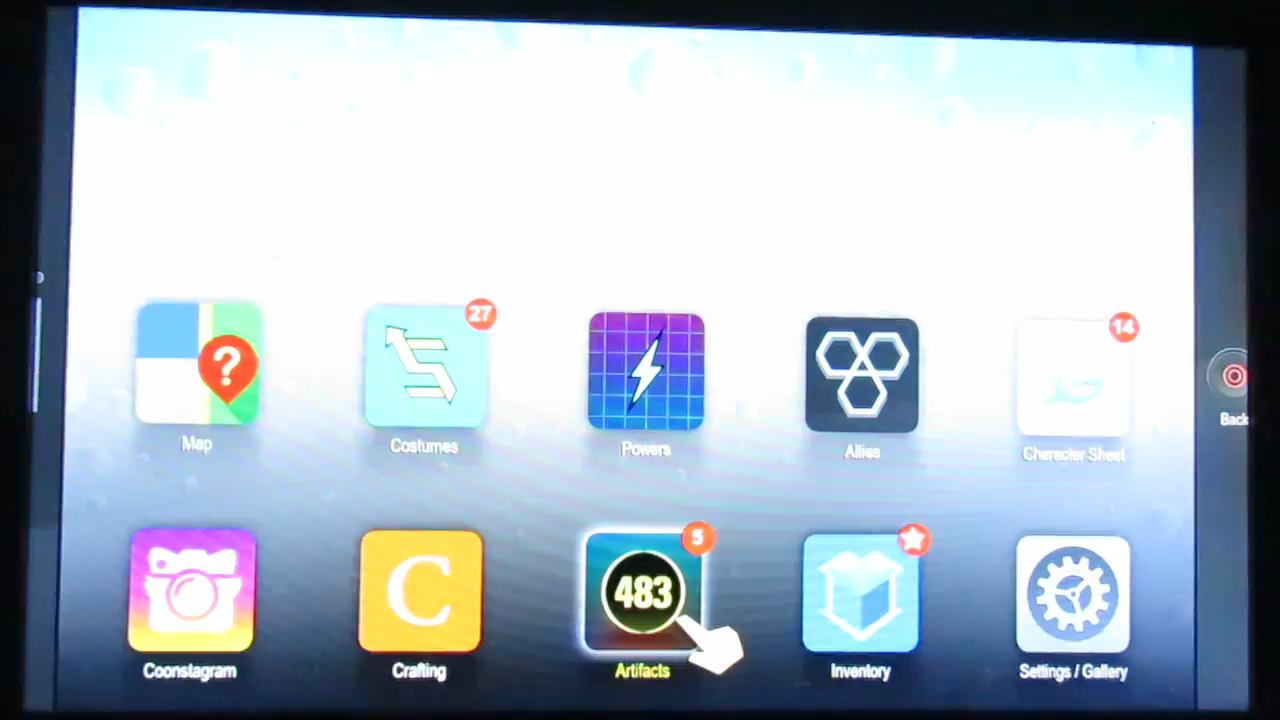 27
14
?
Map
Costumes
Powers
Allies
Character Sheet
Back
5
483
C
Coonstagram
Crafting
Artifacts
Inventory
Settings / Gallery